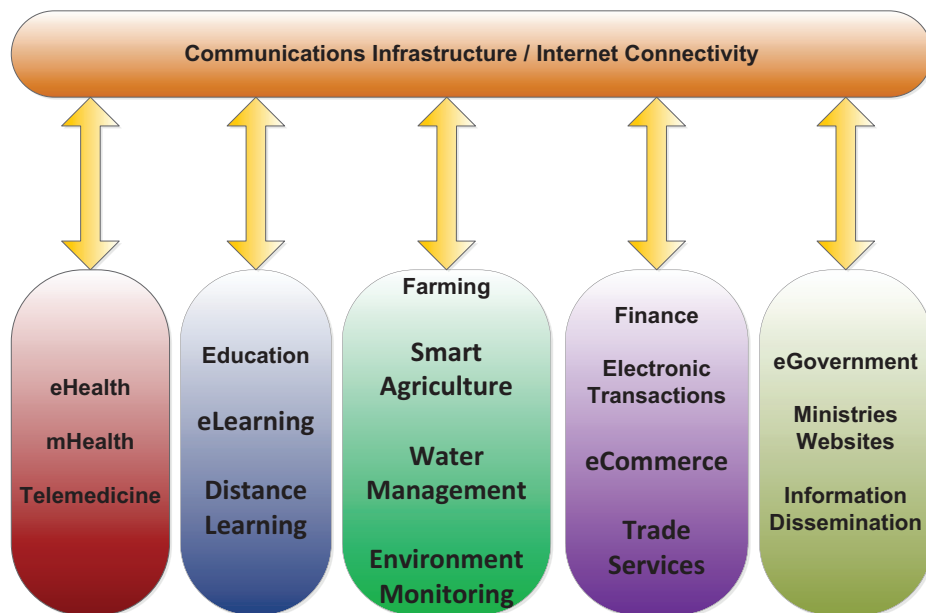 Communications Infrastructure / Internet Connectivity
eHealth
mHealth
Telemedicine
Education
eLearning
Distance
Learning
Farming
Smart
Agriculture
Water
Management
Environment
Monitoring
Finance
Electronic
Transactions
eCommerce
Trade
Services
eGovernment
Ministries
Websites
Information
Dissemination